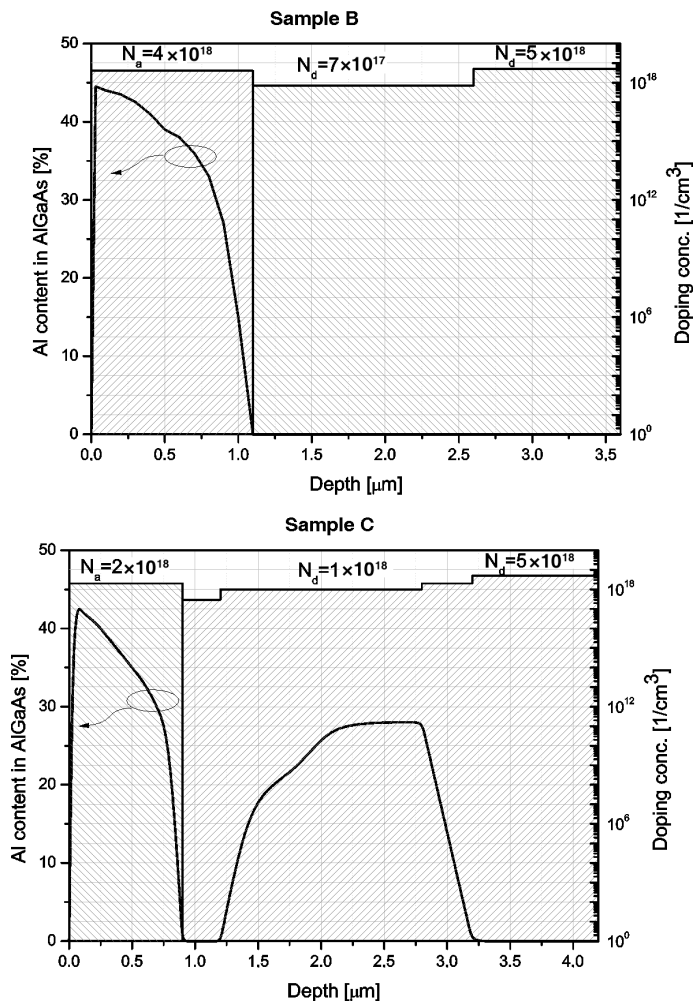 Sample B
N_a=4×10^18
N_d=7×10^17
N_d=5×10^18
50
40
30
20
10
0
10^18
10^12
10^6
10^0
Al content in AlGaAs [%]
Doping conc. [1/cm^3]
0.0 0.5 1.0 1.5 2.0 2.5 3.0 3.5
Depth [μm]
Sample C
N_a=2×10^18
N_d=1×10^18
N_d=5×10^18
50
40
30
20
10
0
10^18
10^12
10^6
10^0
Al content in AlGaAs [%]
Doping conc. [1/cm^3]
0.0 0.5 1.0 1.5 2.0 2.5 3.0 3.5 4.0
Depth [μm]